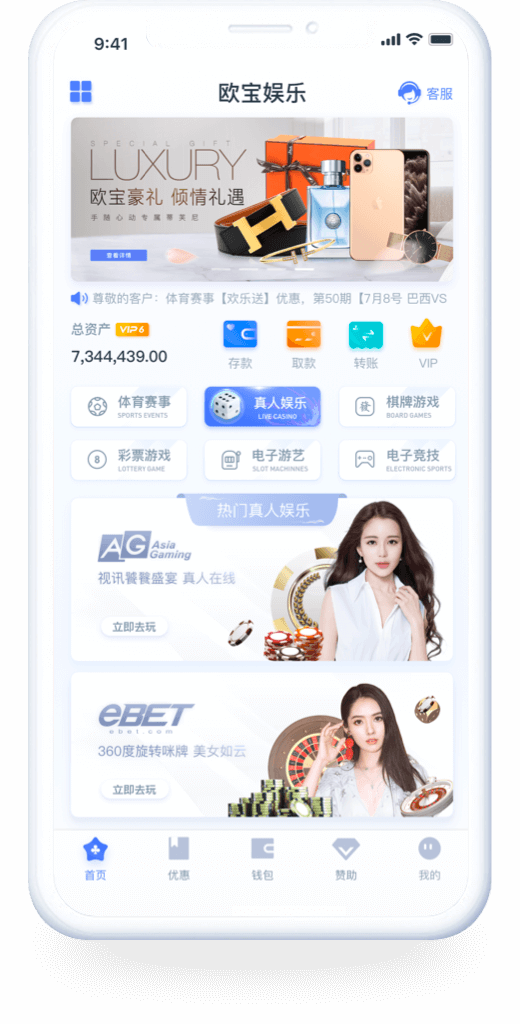 9:41
欧宝娱乐
客服
SPECIAL GIFT
LUXURY
欧宝豪礼 倾情礼遇
手随心动专属尊芙尼
查看详情
尊敬的客户：体育赛事【欢乐送】优惠，第50期【7月8号 巴西VS
总资产 VIP6
7,344,439.00
存款
取款
转账
VIP
体育赛事
SPORTS EVENTS
真人娱乐
LIVE CASINO
發
棋牌游戏
BOARD GAMES
8
彩票游戏
LOTTERY GAME
电子游艺
SLOT MACHINNES
电子竞技
ELECTRONIC SPORTS
热门真人娱乐
AG Asia Gaming
视讯饕餮盛宴 真人在线
立即去玩
eBET
ebet.com
360度旋转咪牌 美女如云
立即去玩
首页
优惠
钱包
赞助
我的